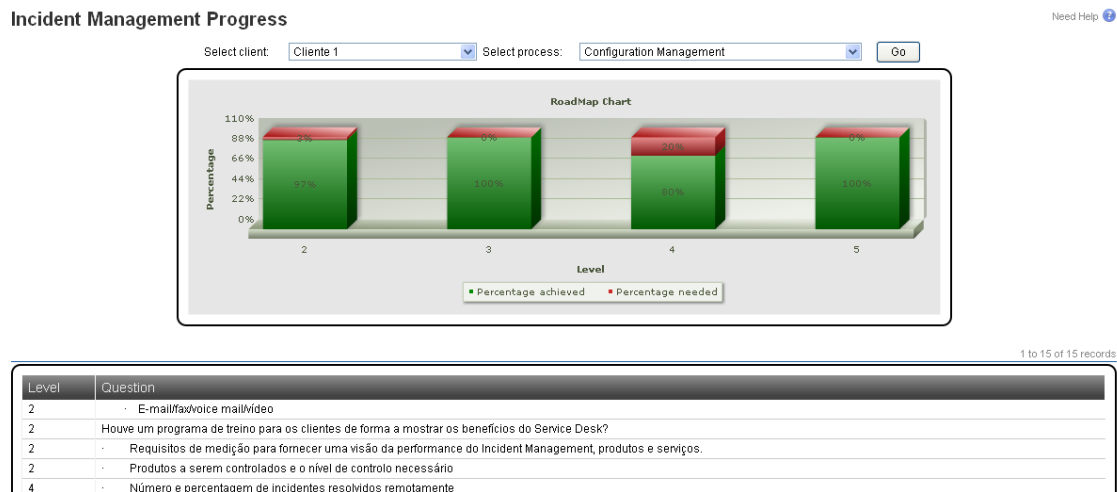 Incident Management Progress
Need Help ?
Select client: Cliente 1 Select process: Configuration Management Go
RoadMap Chart
110%
88%
66%
44%
22%
0%
Percentage
3% 0% 20% 0%
97% 100% 80% 100%
2 3 4 5
Level
Percentage achieved Percentage needed
1 to 15 of 15 records
Level Question
2 · E-mail/fax/voice mail/vídeo
2 Houve um programa de treino para os clientes de forma a mostrar os benefícios do Service Desk?
2 · Requisitos de medição para fornecer uma visão da performance do Incident Management, produtos e serviços.
2 · Produtos a serem controlados e o nível de controlo necessário
4 · Número e percentagem de incidentes resolvidos remotamente